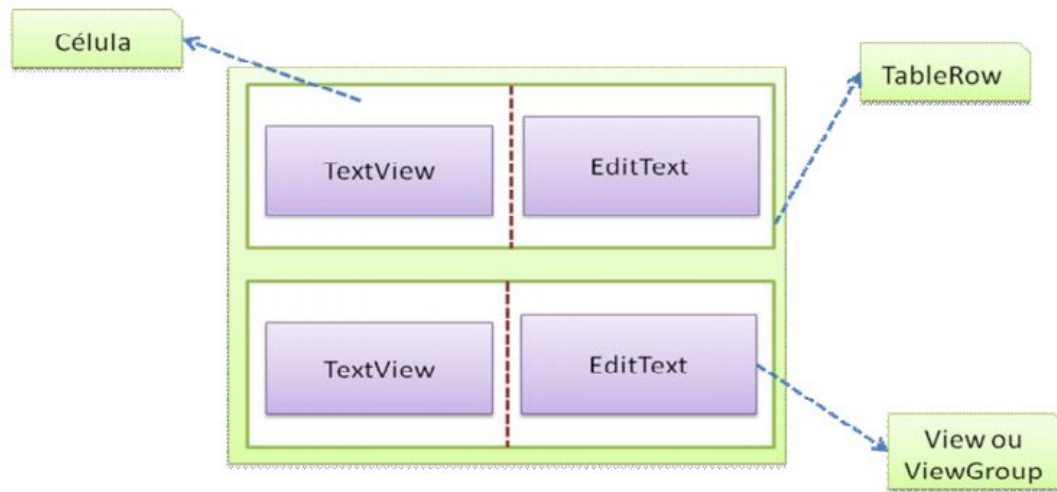 Célula
TableRow
TextView
EditText
TextView
EditText
View ou
ViewGroup